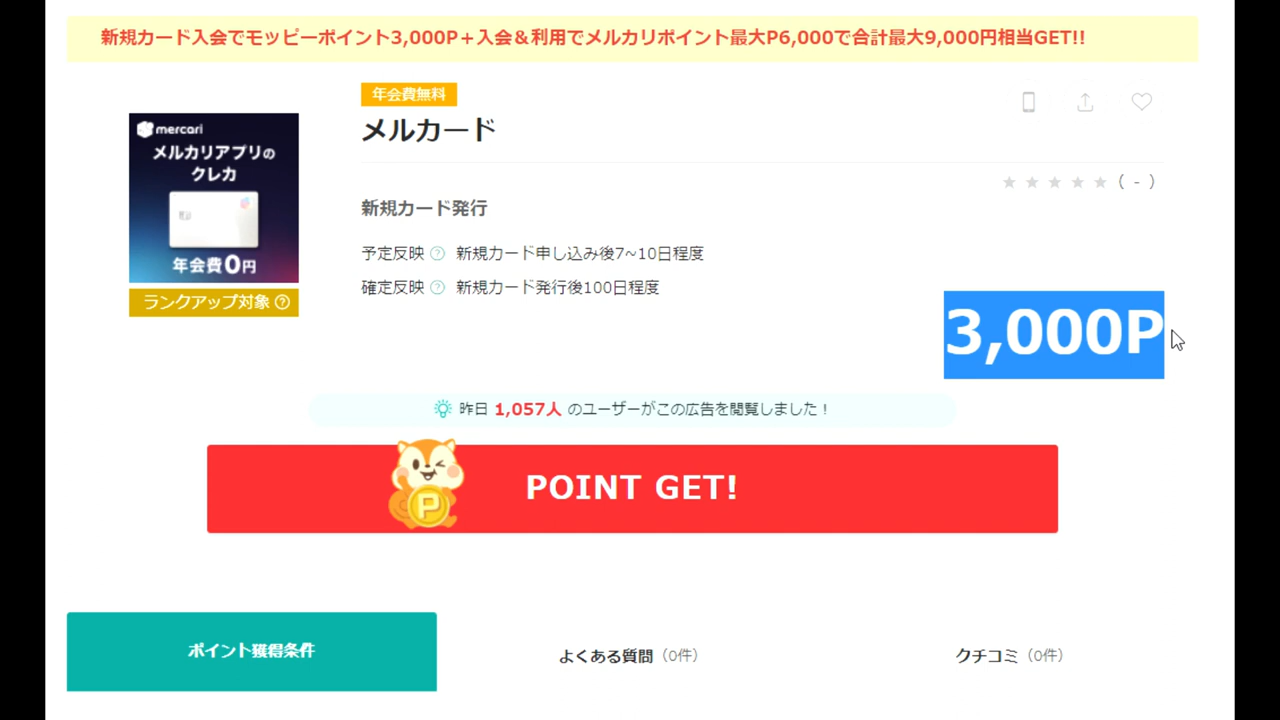 新規カード入会でモッピーポイント3,000P＋入会＆利用でメルカリポイント最大P6,000で合計最大9,000円相当GET!!
年会費無料
メルカード
mercari
メルカリアプリの
クレカ
年会費0円
ランクアップ対象 ?
( - )
新規カード発行
予定反映 ? 新規カード申し込み後7~10日程度
確定反映 ? 新規カード発行後100日程度
3,000P
昨日 1,057人 のユーザーがこの広告を閲覧しました！
P
POINT GET!
ポイント獲得条件
よくある質問（0件）
クチコミ（0件）